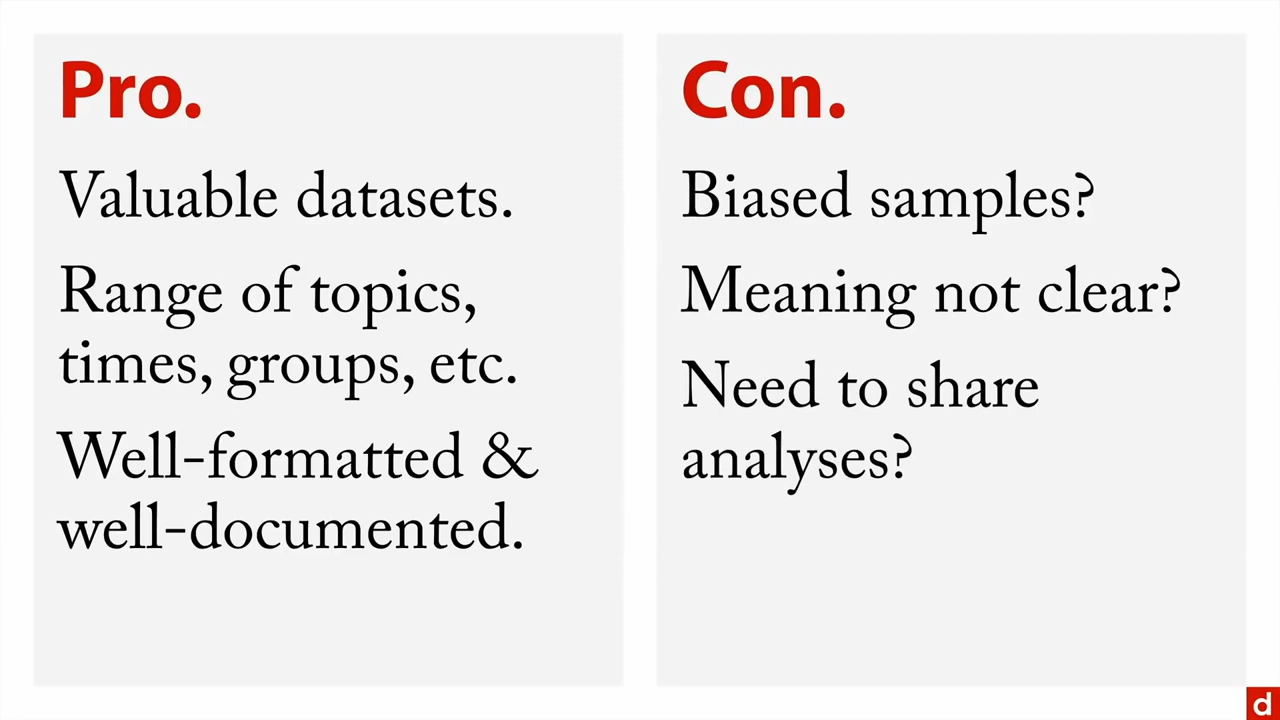 Pro.
Valuable datasets.
Range of topics,
times, groups, etc.
Well-formatted &
well-documented.
Con.
Biased samples?
Meaning not clear?
Need to share
analyses?
d